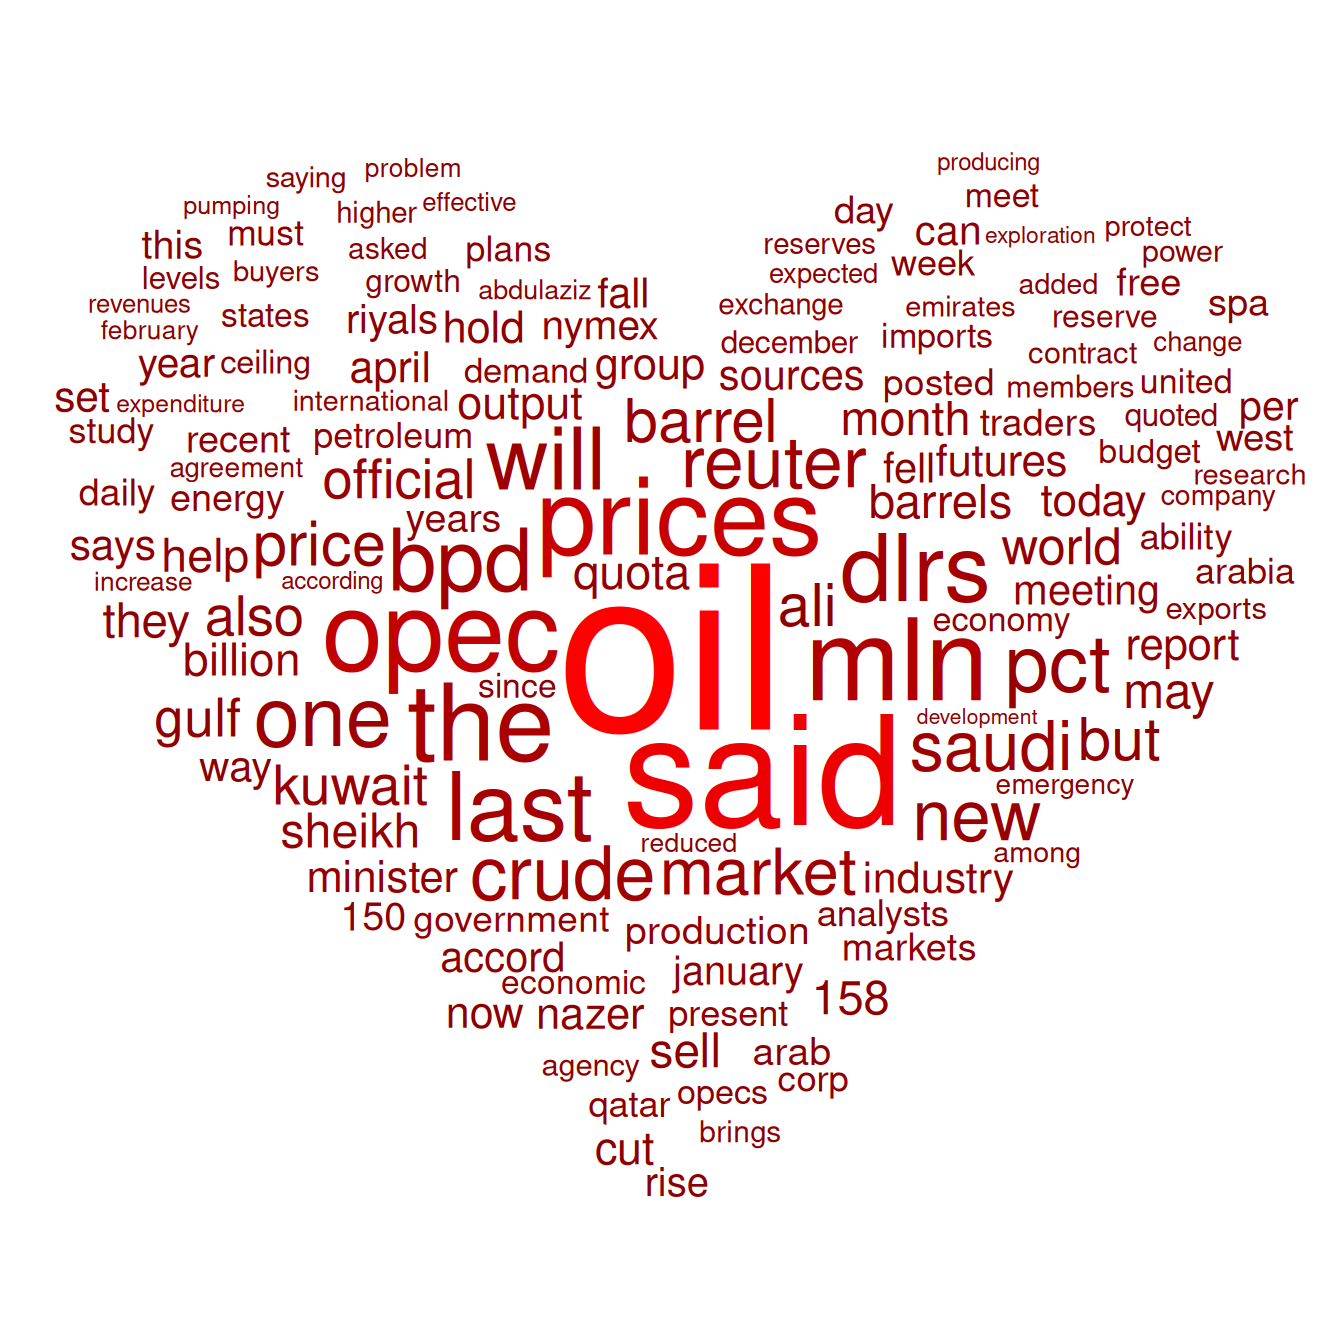 producing
problem
saying
meet
effective
pumping
higher
day
protect
can
must
exploration
this
asked
plans
reserves
power
week
levels
buyers
expected
growth
added
free
abdulaziz
fall
revenues
exchange
emirates
spa
states
riyals
reserve
hold
nymex
february
imports
december
change
contract
year
ceiling
april
demand
group
sources
posted
members
united
set
expenditure
international
output
per
barrel
month
traders
quoted
study
recent
petroleum
west
budget
will
reuter
fell
futures
agreement
research
official
daily
energy
barrels
today
company
prices
years
ability
says
help
price
world
bpd
quota
dlrs
arabia
increase
according
meeting
ali
exports
they
also
economy
opec
oil
report
billion
mln
pct
since
may
gulf
one
the
development
saudi
but
way
kuwait
emergency
said
last
new
sheikh
reduced
among
minister
crude
market
industry
150
government
analysts
production
markets
accord
january
economic
158
now
nazer
present
sell
arab
agency
corp
opecs
qatar
brings
cut
rise